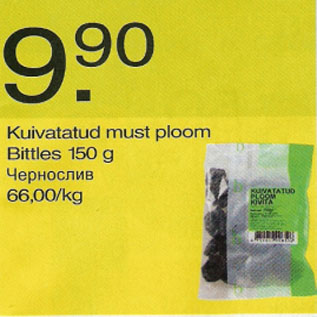 9.90
Kuivatatud must ploom
Bittles 150 g
Чернослив
66,00/kg
KUIVATATUD
PLOOM
KIVITA